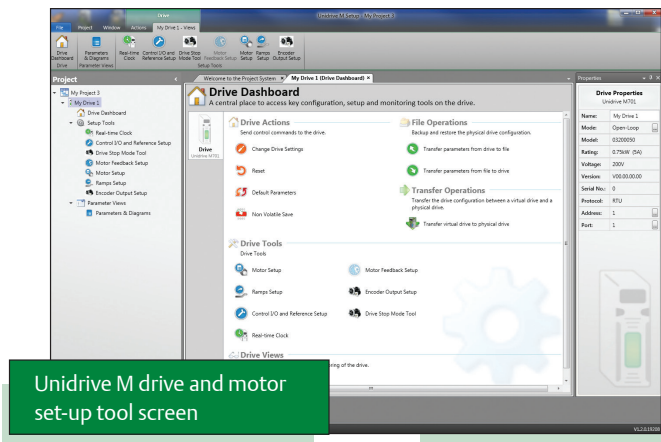 Drive
Unidrive M Setup - My Project 3
File Project Window Actions My Drive 1 - Views
Drive Dashboard
Parameters & Diagrams
Real-time Clock
Control I/O and Reference Setup
Drive Stop Mode Tool
Motor Feedback Setup
Motor Setup
Ramps Setup
Encoder Output Setup
Drive Parameter Views Setup Tools
Project
My Project 3
My Drive 1
Drive Dashboard
Setup Tools
Real-time Clock
Control I/O and Reference Setup
Drive Stop Mode Tool
Motor Feedback Setup
Motor Setup
Ramps Setup
Encoder Output Setup
Parameter Views
Parameters & Diagrams
Welcome to the Project System × My Drive 1 (Drive Dashboard) ×
Drive Dashboard
A central place to access key configuration, setup and monitoring tools on the drive.
Drive
Unidrive M701
Drive Actions
Send control commands to the drive.
Change Drive Settings
Reset
Default Parameters
Non Volatile Save
File Operations
Backup and restore the physical drive configuration.
Transfer parameters from drive to file
Transfer parameters from file to drive
Transfer Operations
Transfer the drive configuration between a virtual drive and a
physical drive.
Transfer virtual drive to physical drive
Drive Tools
Drive Tools
Motor Setup Motor Feedback Setup
Ramps Setup Encoder Output Setup
Control I/O and Reference Setup Drive Stop Mode Tool
Real-time Clock
Drive Views
ring of the drive.
Properties
Drive Properties
Unidrive M701
Name: My Drive 1
Mode: Open-Loop
Model: 03200050
Rating: 0.75kW (5A)
Voltage: 200V
Version: V00.00.00.00
Serial No.: 0
Protocol: RTU
Address: 1
Port: 1
Unidrive M drive and motor
set-up tool screen